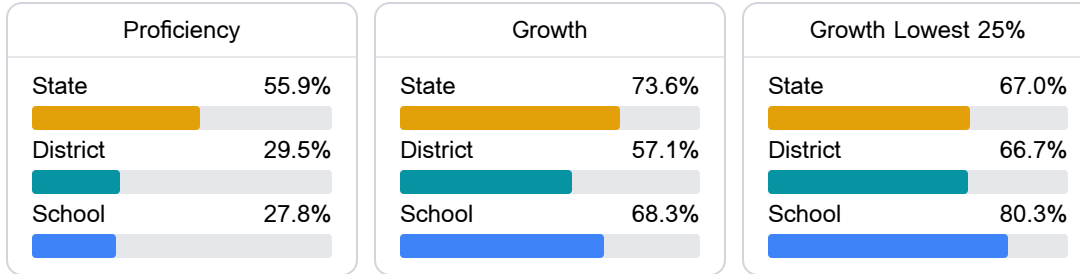 Proficiency
State 55.9%
District 29.5%
School 27.8%
Growth
State 73.6%
District 57.1%
School 68.3%
Growth Lowest 25%
State 67.0%
District 66.7%
School 80.3%